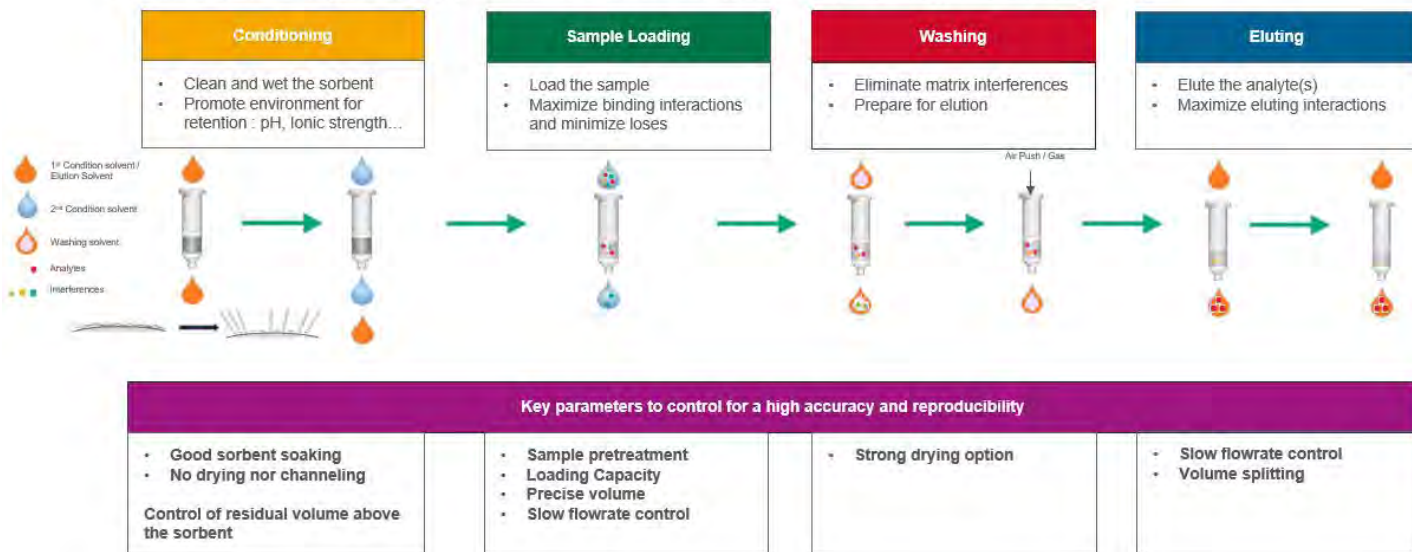 Conditioning
• Clean and wet the sorbent
• Promote environment for
retention : pH, Ionic strength…
Sample Loading
• Load the sample
• Maximize binding interactions
and minimize loses
Washing
• Eliminate matrix interferences
• Prepare for elution
Eluting
• Elute the analyte(s)
• Maximize eluting interactions
1st Condition solvent /
Elution Solvent
2nd Condition solvent
Washing solvent
Analytes
Interferences
Air Push / Gas
Key parameters to control for a high accuracy and reproducibility
• Good sorbent soaking
• No drying nor channeling
Control of residual volume above
the sorbent
• Sample pretreatment
• Loading Capacity
• Precise volume
• Slow flowrate control
• Strong drying option
• Slow flowrate control
• Volume splitting